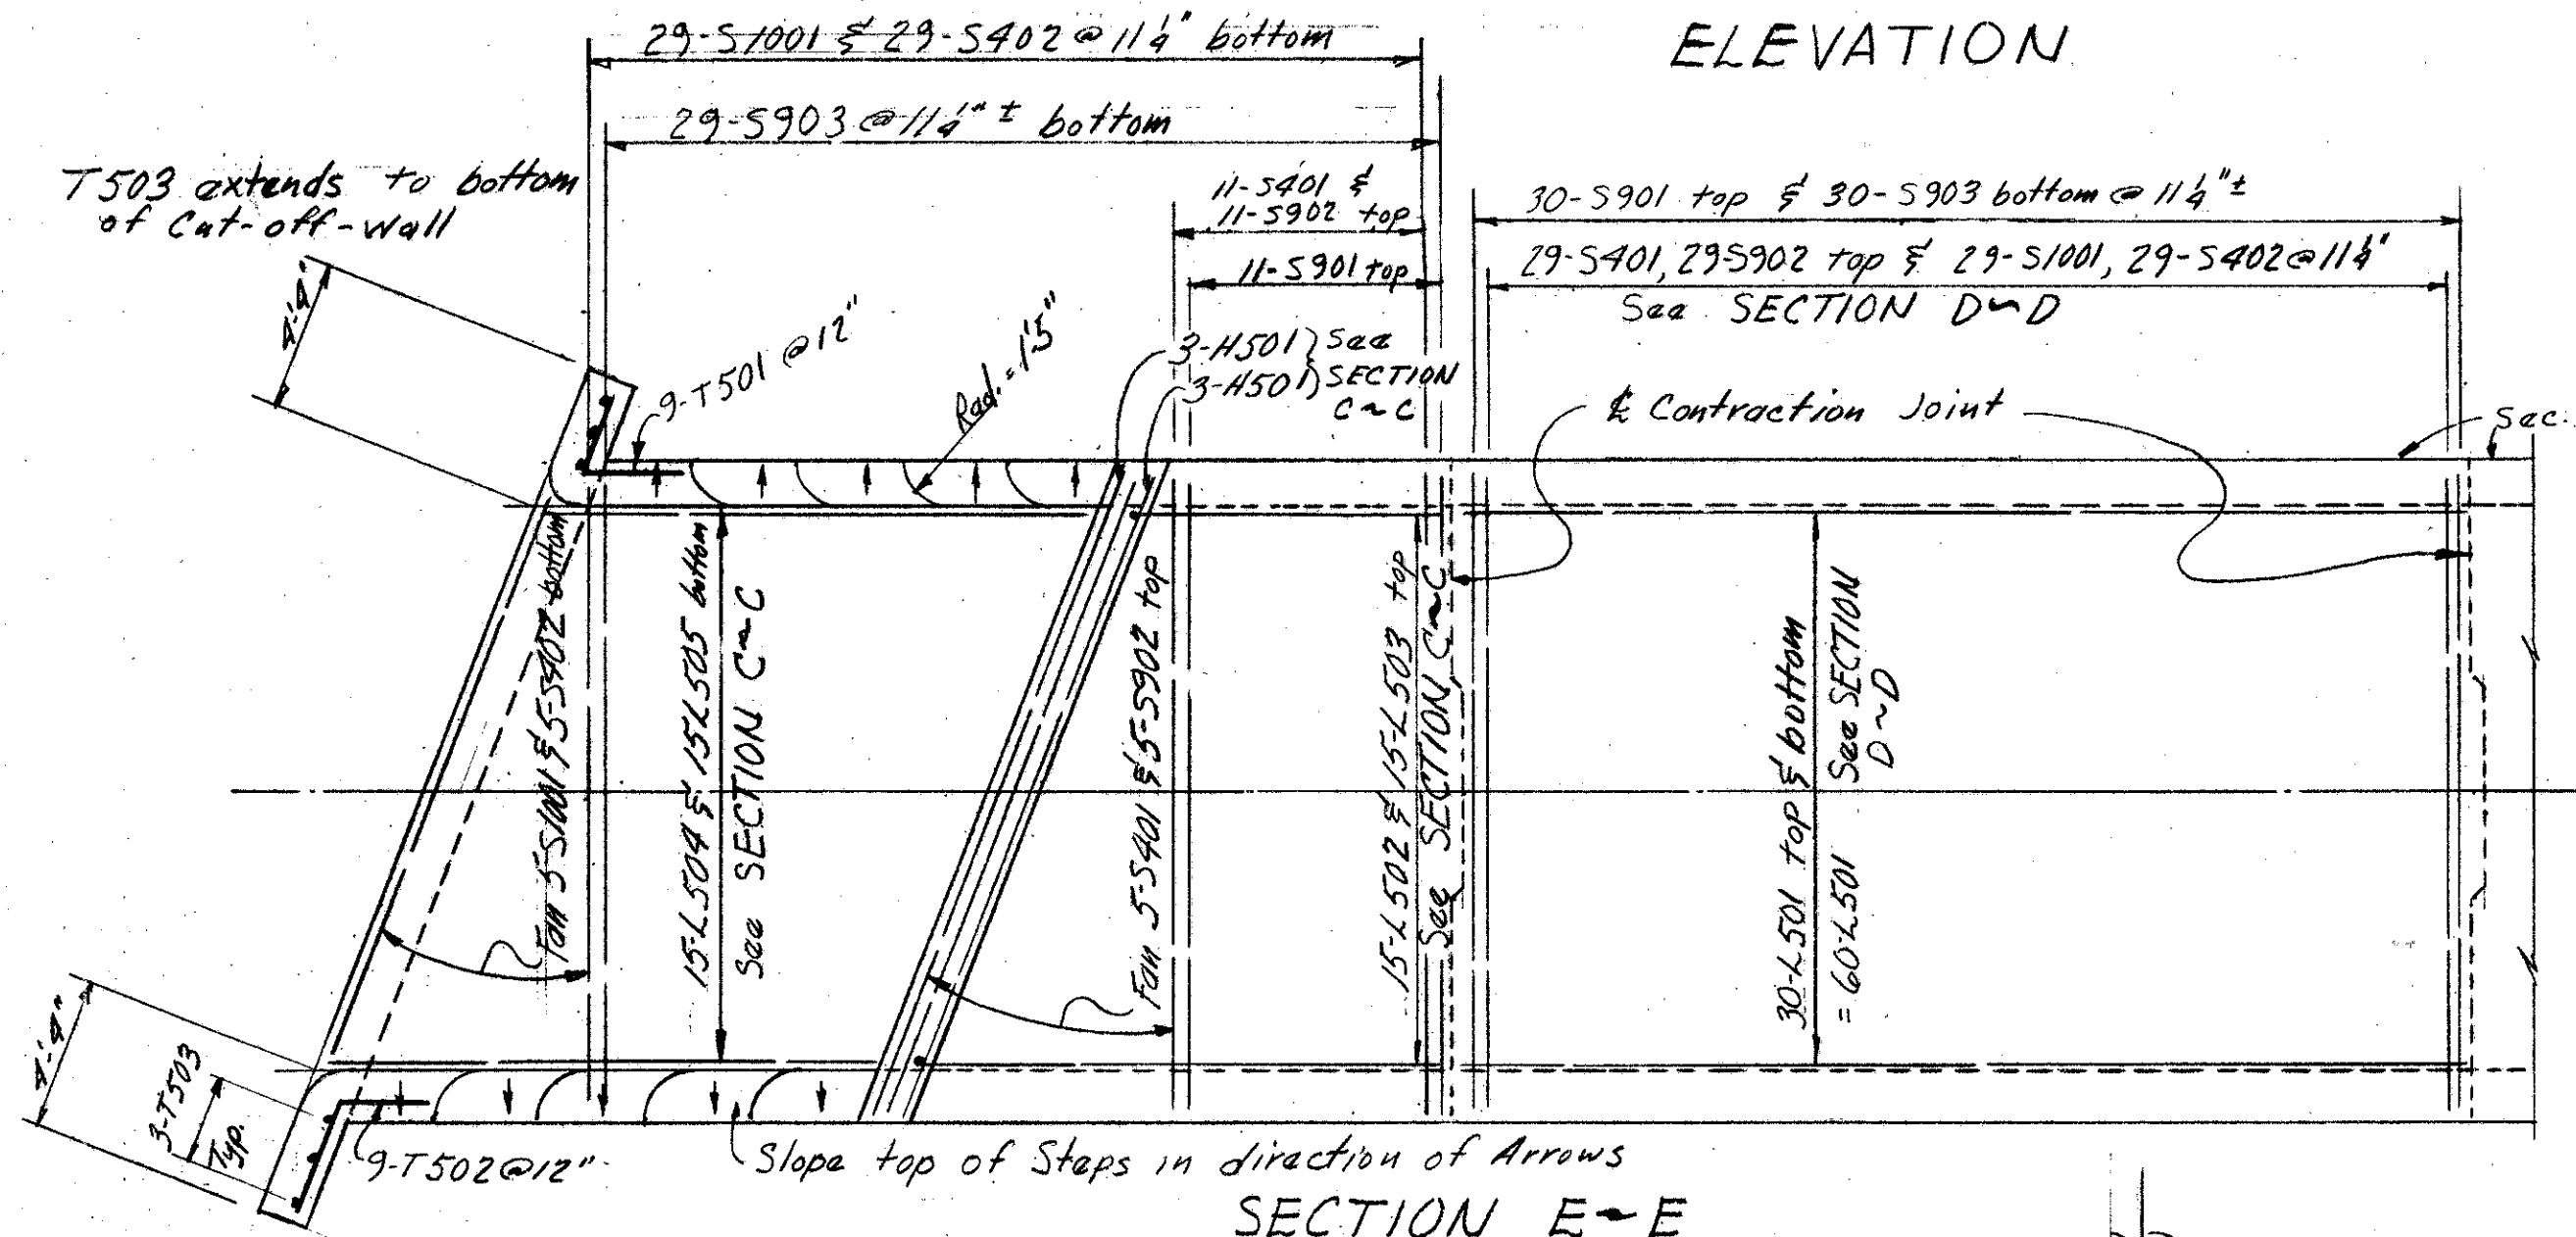 ELEVATION
29-S1001 & 29-S402 @ 11¼" bottom
29-S903 @ 11¼" ± bottom
T503 extends to bottom
of Cut-off-Wall
11-S401 &
11-S902 top
11-S901 top
30-S901 top & 30-S903 bottom @ 11¼" ±
29-S401, 29S902 top & 29-S1001, 29-S402 @ 11¼"
See SECTION D~D
4'-4"
9-T501 @ 12"
Rad. = 1'5"
3-H501 } See
3-H501 } SECTION
C~C
℄ Contraction Joint
Sec.
Fan 5-S1001 & 5-S402 bottom
15-L504 & 15L505 bottom
See SECTION C~C
Fan 5-S401 & 5-S902 top
15-L502 & 15-L503 top
See SECTION C~C
30-L501 top & bottom
= 60-L501
See SECTION
D~D
4'-4"
3-T503
Typ.
9-T502 @ 12"
Slope top of Steps in direction of Arrows
SECTION E~E